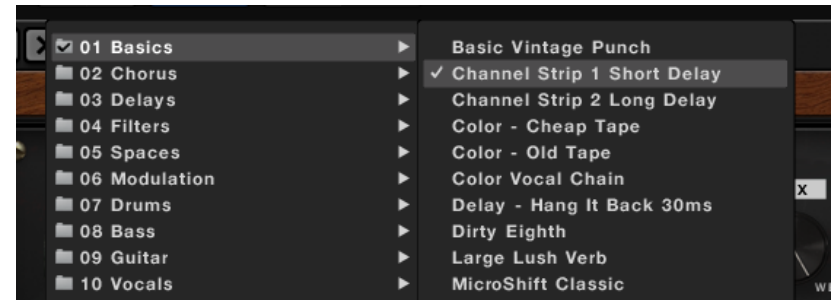 01 Basics
02 Chorus
03 Delays
04 Filters
05 Spaces
06 Modulation
07 Drums
08 Bass
09 Guitar
10 Vocals
Basic Vintage Punch
Channel Strip 1 Short Delay
Channel Strip 2 Long Delay
Color - Cheap Tape
Color - Old Tape
Color Vocal Chain
Delay - Hang It Back 30ms
Dirty Eighth
Large Lush Verb
MicroShift Classic
X